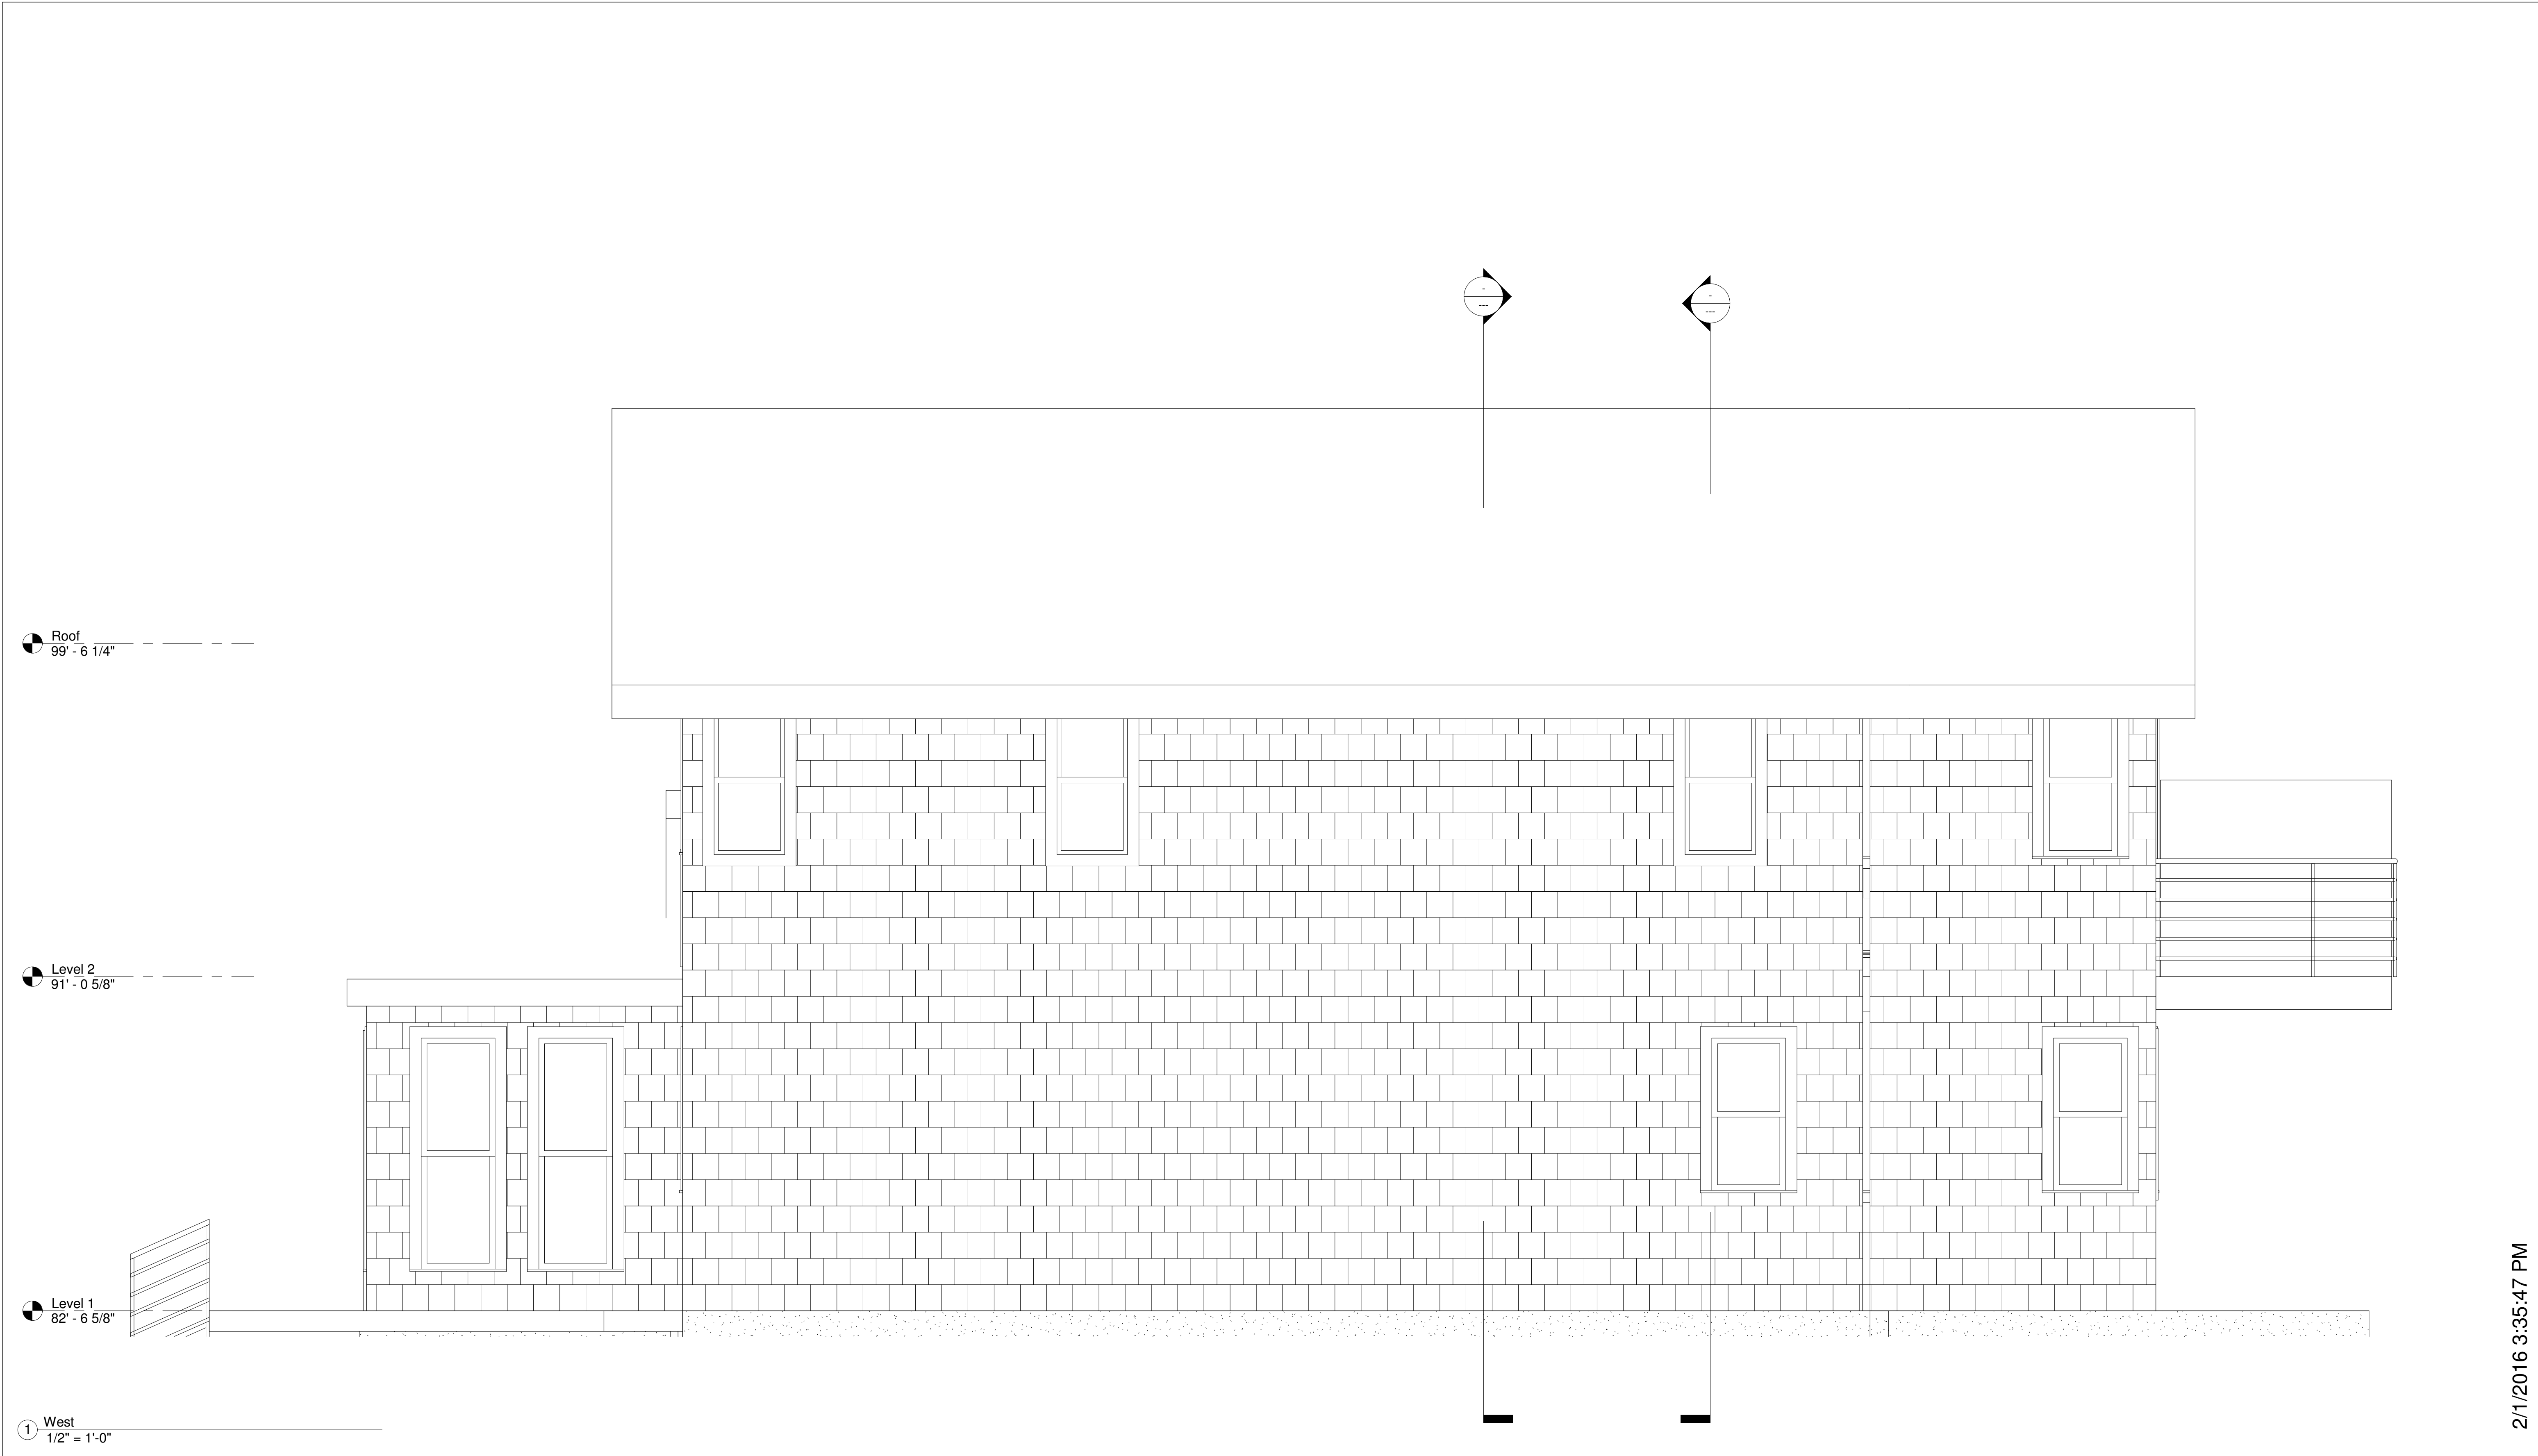 -
---
-
---
Roof
99' - 6 1/4"
Level 2
91' - 0 5/8"
Level 1
82' - 6 5/8"
1
West
1/2" = 1'-0"
2/1/2016 3:35:47 PM